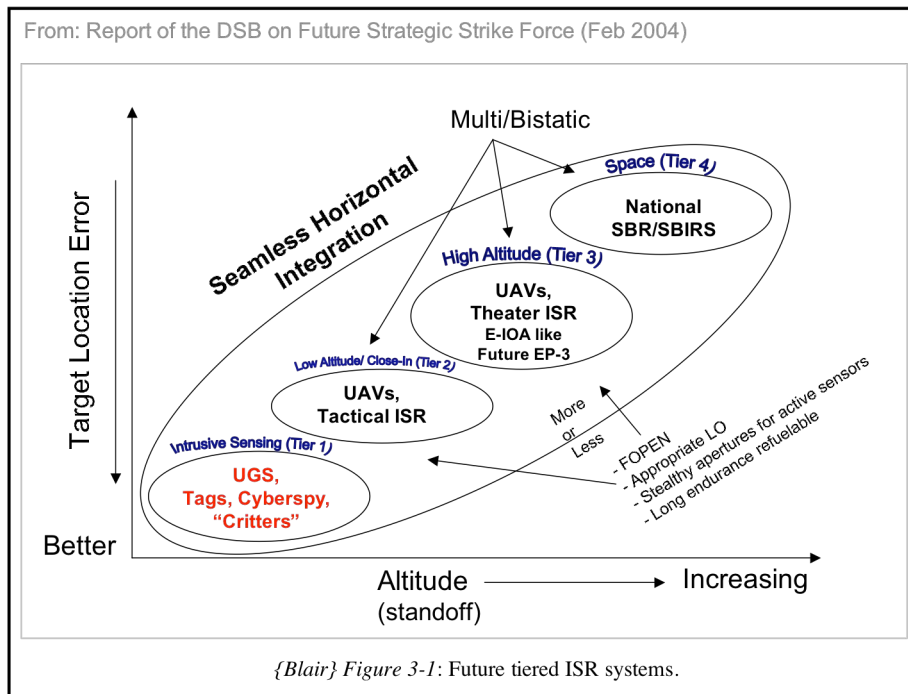 From: Report of the DSB on Future Strategic Strike Force (Feb 2004)
Multi/Bistatic
Seamless Horizontal
Integration
Space (Tier 4)
National
SBR/SBIRS
High Altitude (Tier 3)
UAVs,
Theater ISR
E-IOA like
Future EP-3
Low Altitude/ Close-In (Tier 2)
UAVs,
Tactical ISR
Intrusive Sensing (Tier 1)
UGS,
Tags, Cyberspy,
“Critters”
More
or
Less
- FOPEN
- Appropriate LO
- Stealthy apertures for active sensors
- Long endurance refuelable
Target Location Error
Better
Altitude
(standoff)
Increasing
{Blair} Figure 3-1: Future tiered ISR systems.